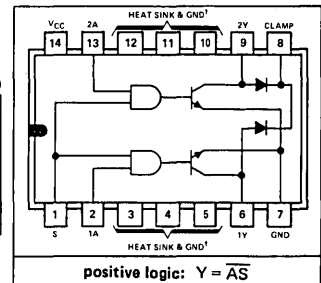 HEAT SINK & GND†
VCC 2A 2Y CLAMP
14 13 12 11 10 9 8
1 2 3 4 5 6 7
S 1A 1Y GND
HEAT SINK & GND†
positive logic: Y = A̅S̅